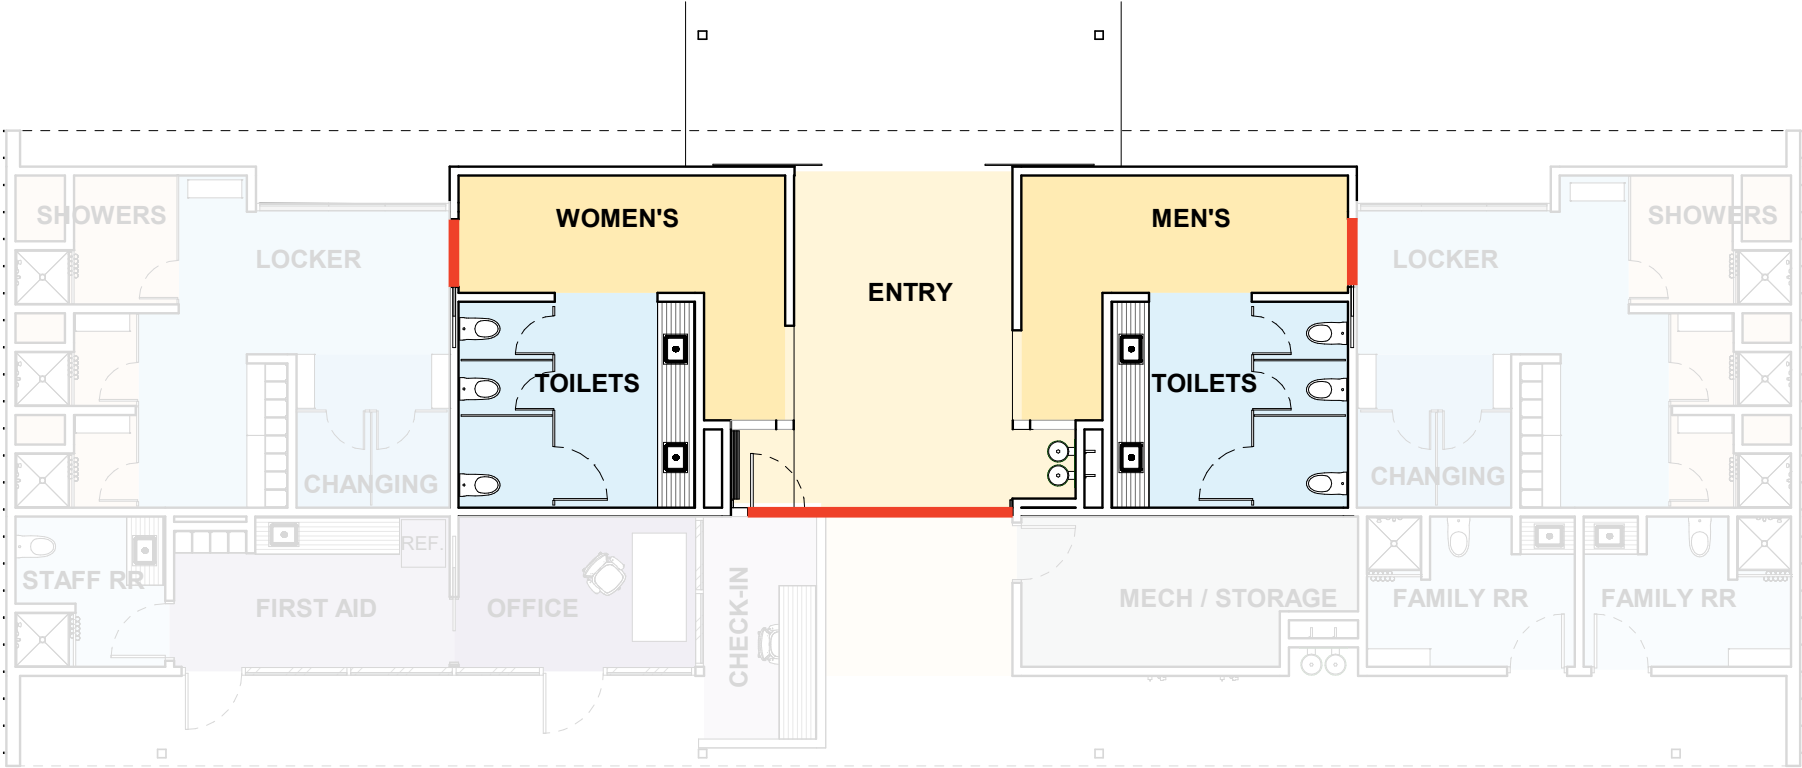 SHOWERS
WOMEN'S
MEN'S
SHOWERS
LOCKER
LOCKER
ENTRY
TOILETS
TOILETS
CHANGING
CHANGING
REF.
STAFF RR
FIRST AID
OFFICE
CHECK-IN
MECH / STORAGE
FAMILY RR
FAMILY RR